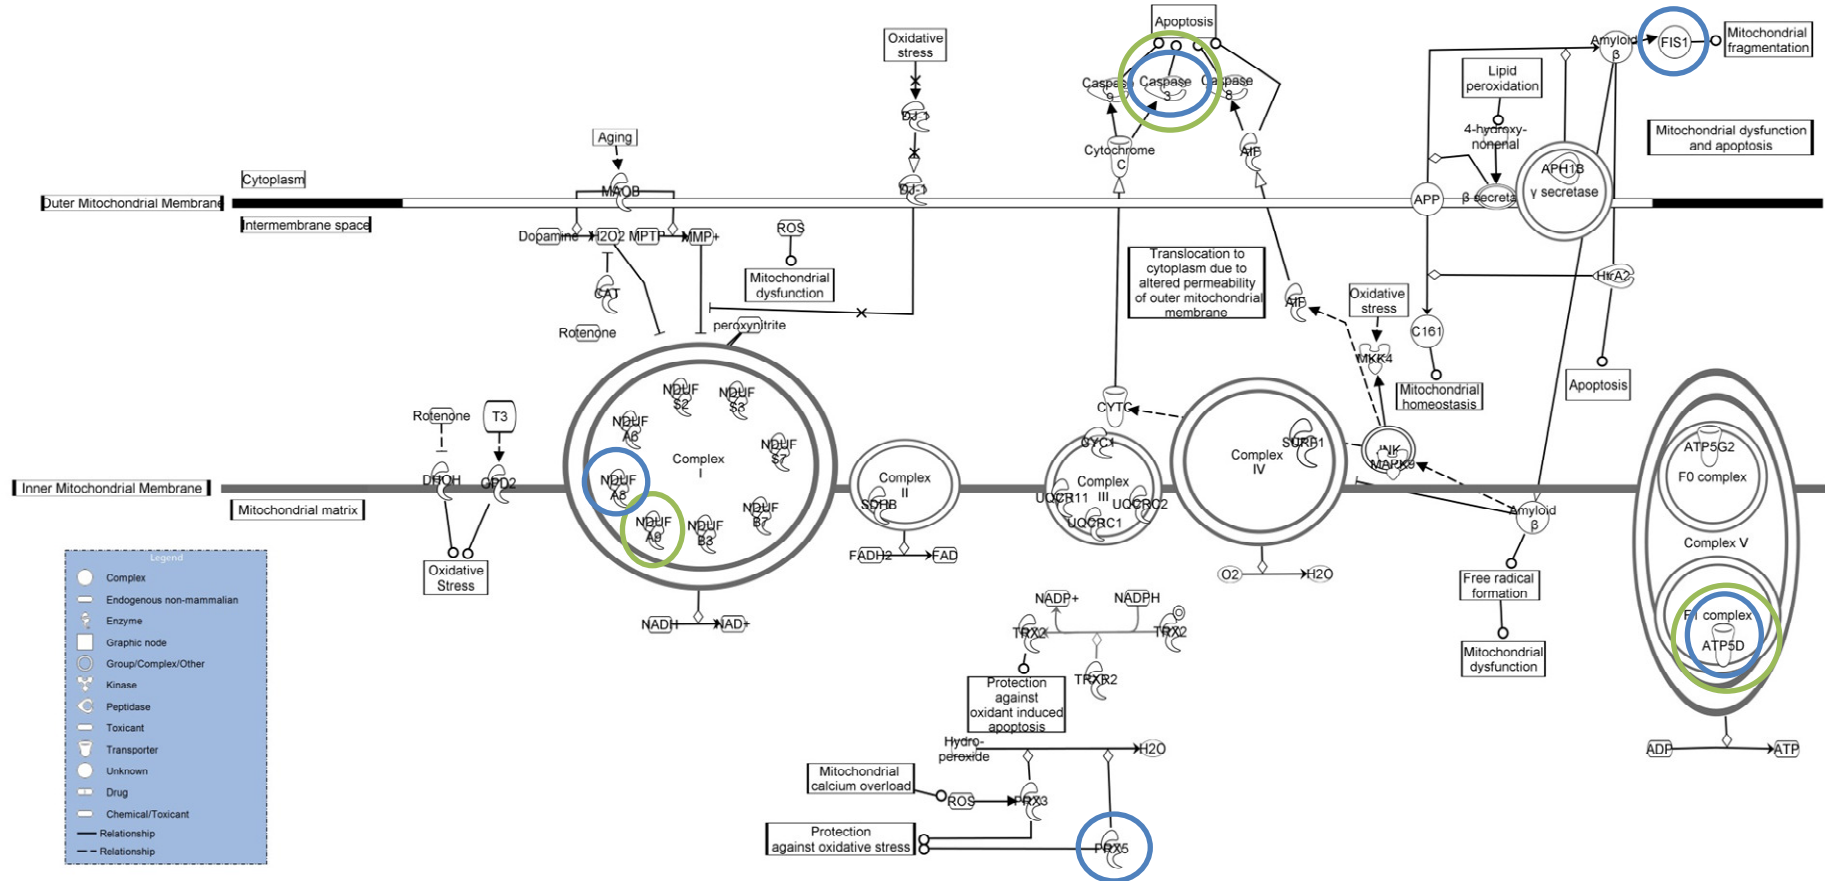 Apoptosis
Oxidative
stress
Amyloid
β
FIS1
Mitochondrial
fragmentation
Caspase
9
Caspase
3
Caspase
8
Lipid
peroxidation
DJ-1
4-hydroxy-
nonenal
Mitochondrial dysfunction
and apoptosis
Aging
Cytochrome
C
AIF
APH1B
γ secretase
Cytoplasm
MAOB
DJ-1
APP
β secreta
Outer Mitochondrial Membrane
Intermembrane space
Dopamine
H2O2
MPTP
MMP+
ROS
Mitochondrial
dysfunction
Translocation to
cytoplasm due to
altered permeability
of outer mitochondrial
membrane
HtrA2
CAT
AIF
Oxidative
stress
Rotenone
peroxynitrite
C161
MKK4
Apoptosis
Mitochondrial
homeostasis
NDUF
S2
NDUF
S3
NDUF
A6
NDUF
S7
Complex
I
NDUF
A8
NDUF
A9
NDUF
B3
NDUF
B7
Rotenone
T3
DHOH
GPD2
CYTC
CYC1
Complex
III
UQCR11
UQCRC2
UQCRC1
Complex
IV
SURF1
JNK
MAPK9
ATP5G2
F0 complex
Complex
II
SDHB
Inner Mitochondrial Membrane
Mitochondrial matrix
Amyloid
β
Complex V
FADH2
FAD
Oxidative
Stress
O2
H2O
Free radical
formation
F1 complex
ATP5D
NADH
NAD+
NADP+
NADPH
TRX2
TRX2
TRXR2
Mitochondrial
dysfunction
Protection
against
oxidant induced
apoptosis
Hydro-
peroxide
H2O
ADP
ATP
Mitochondrial
calcium overload
ROS
PRX3
Protection
against oxidative stress
PRX5
Legend
Complex
Endogenous non-mammalian
Enzyme
Graphic node
Group/Complex/Other
Kinase
Peptidase
Toxicant
Transporter
Unknown
Drug
Chemical/Toxicant
Relationship
Relationship